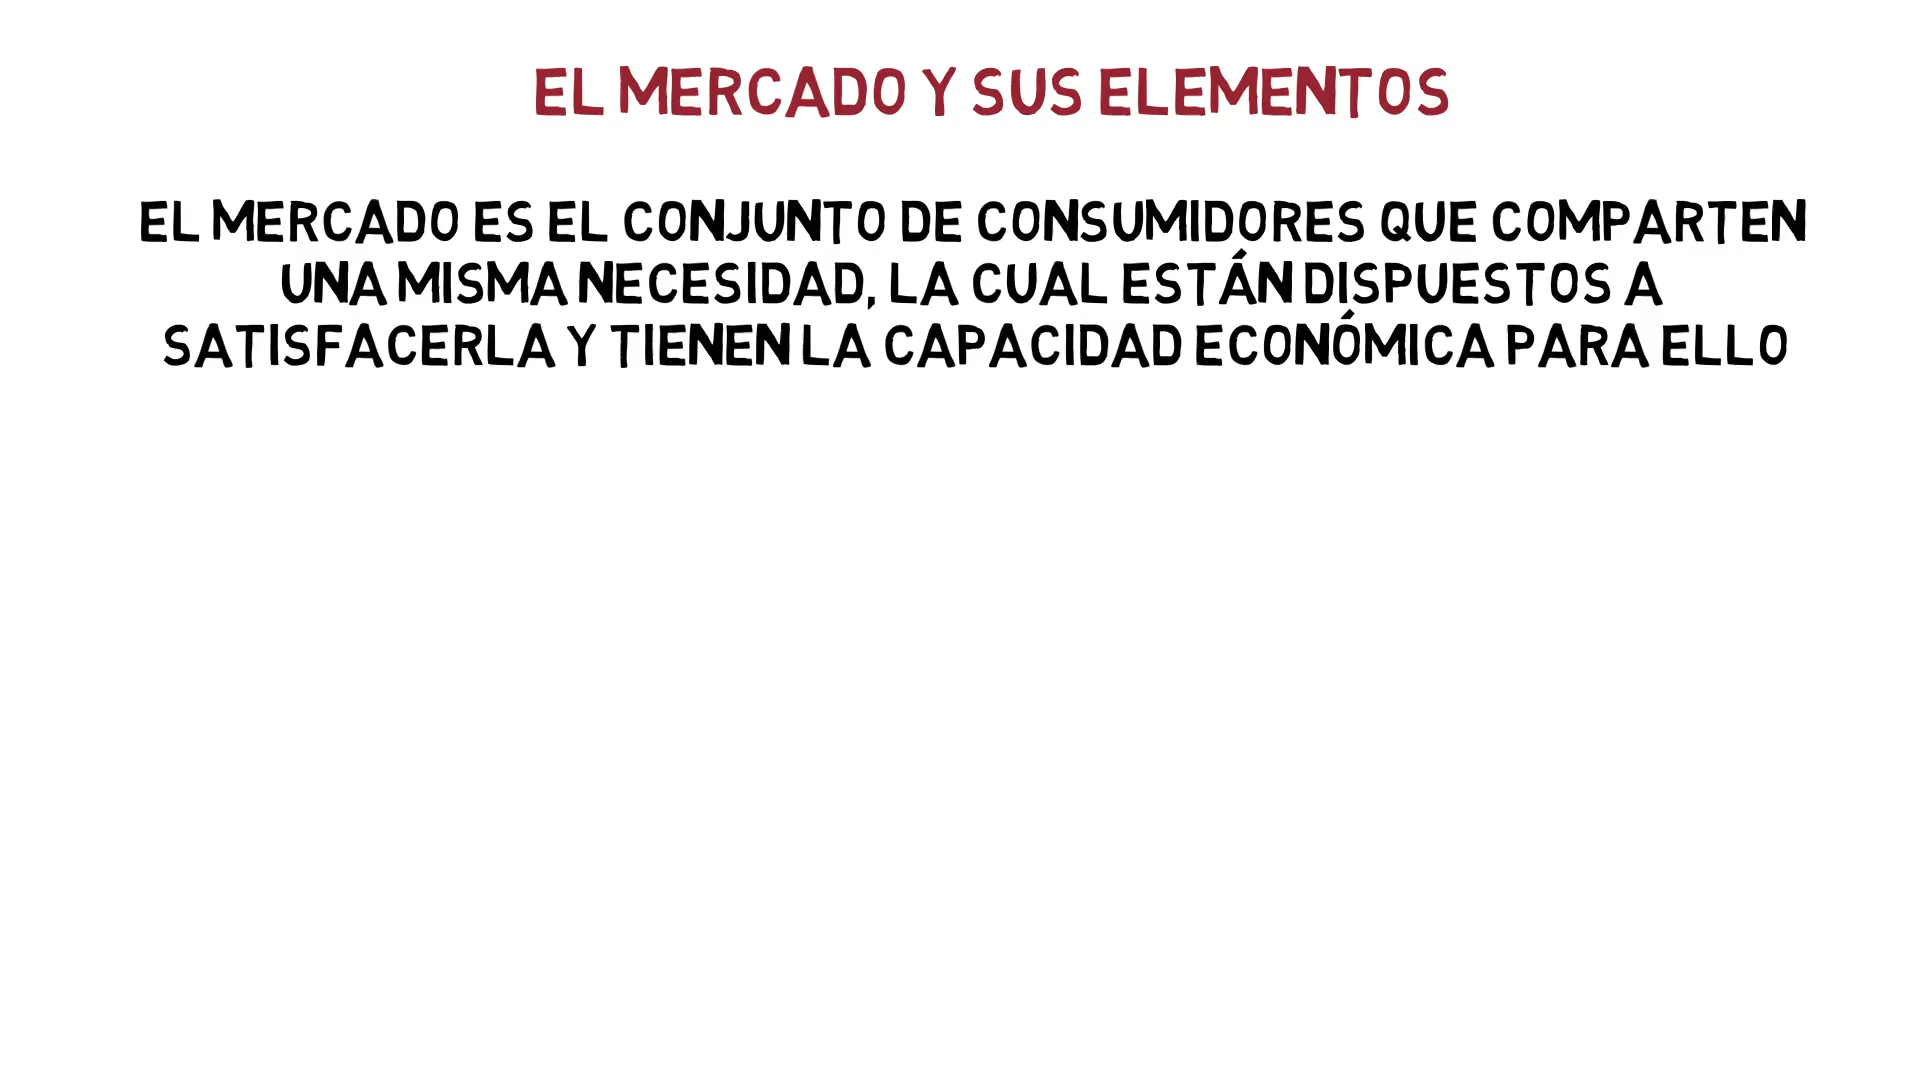 EL MERCADO Y SUS ELEMENTOS
EL MERCADO ES EL CONJUNTO DE CONSUMIDORES QUE COMPARTEN
UNA MISMA NECESIDAD, LA CUAL ESTÁN DISPUESTOS A
SATISFACERLA Y TIENEN LA CAPACIDAD ECONÓMICA PARA ELLO